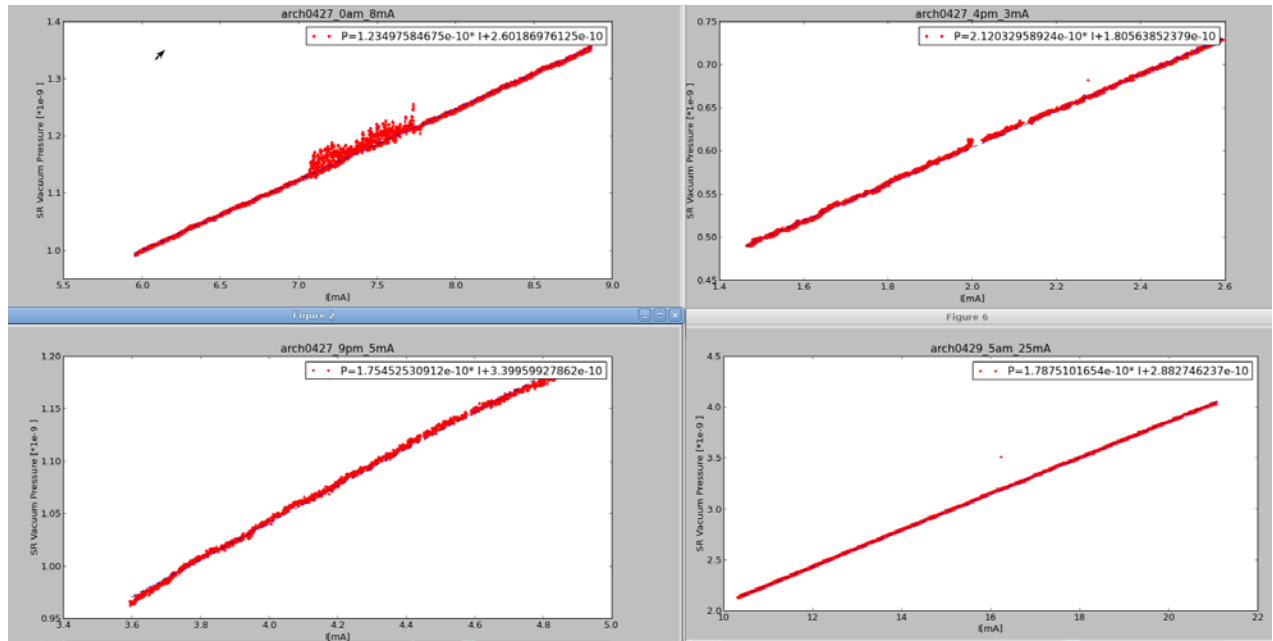 arch0427_0am_8mA
P=1.23497584675e-10* I+2.60186976125e-10
SR Vacuum Pressure [*1e-9 ]
1.4
1.3
1.2
1.1
1.0
5.5 6.0 6.5 7.0 7.5 8.0 8.5 9.0
I[mA]
arch0427_4pm_3mA
P=2.12032958924e-10* I+1.80563852379e-10
SR Vacuum Pressure [*1e-9 ]
0.75
0.70
0.65
0.60
0.55
0.50
0.45
1.4 1.6 1.8 2.0 2.2 2.4 2.6
I[mA]
Figure 2
arch0427_9pm_5mA
P=1.75452530912e-10* I+3.39959927862e-10
SR Vacuum Pressure [*1e-9 ]
1.20
1.15
1.10
1.05
1.00
0.95
3.4 3.6 3.8 4.0 4.2 4.4 4.6 4.8 5.0
I[mA]
Figure 6
arch0429_5am_25mA
P=1.7875101654e-10* I+2.882746237e-10
SR Vacuum Pressure [*1e-9 ]
4.5
4.0
3.5
3.0
2.5
2.0
10 12 14 16 18 20 22
I[mA]